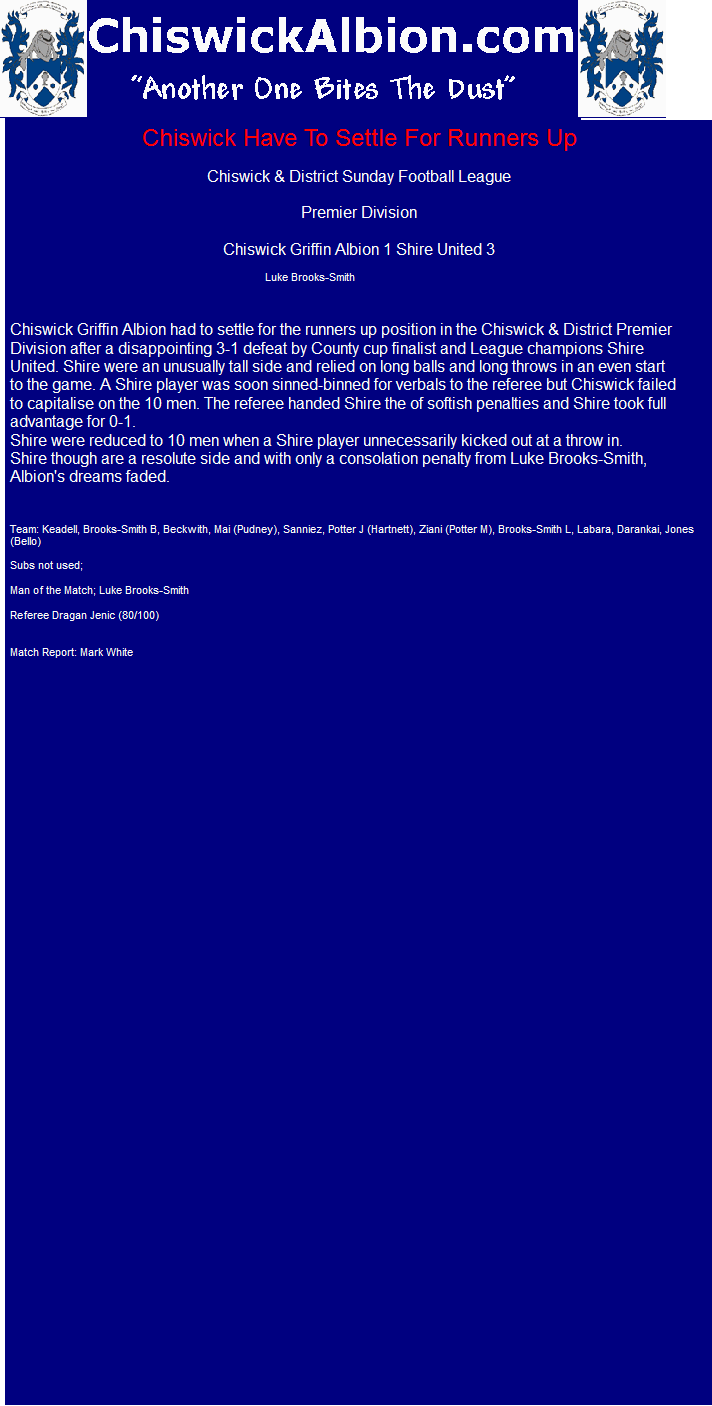 ChiswickAlbion.com
"Another One Bites The Dust"
Chiswick Have To Settle For Runners Up
Chiswick & District Sunday Football League
Premier Division
Chiswick Griffin Albion 1 Shire United 3
Luke Brooks-Smith
Chiswick Griffin Albion had to settle for the runners up position in the Chiswick & District Premier
Division after a disappointing 3-1 defeat by County cup finalist and League champions Shire
United. Shire were an unusually tall side and relied on long balls and long throws in an even start
to the game. A Shire player was soon sinned-binned for verbals to the referee but Chiswick failed
to capitalise on the 10 men. The referee handed Shire the of softish penalties and Shire took full
advantage for 0-1.
Shire were reduced to 10 men when a Shire player unnecessarily kicked out at a throw in.
Shire though are a resolute side and with only a consolation penalty from Luke Brooks-Smith,
Albion's dreams faded.
Team: Keadell, Brooks-Smith B, Beckwith, Mai (Pudney), Sanniez, Potter J (Hartnett), Ziani (Potter M), Brooks-Smith L, Labara, Darankai, Jones
(Bello)
Subs not used;
Man of the Match; Luke Brooks-Smith
Referee Dragan Jenic (80/100)
Match Report: Mark White